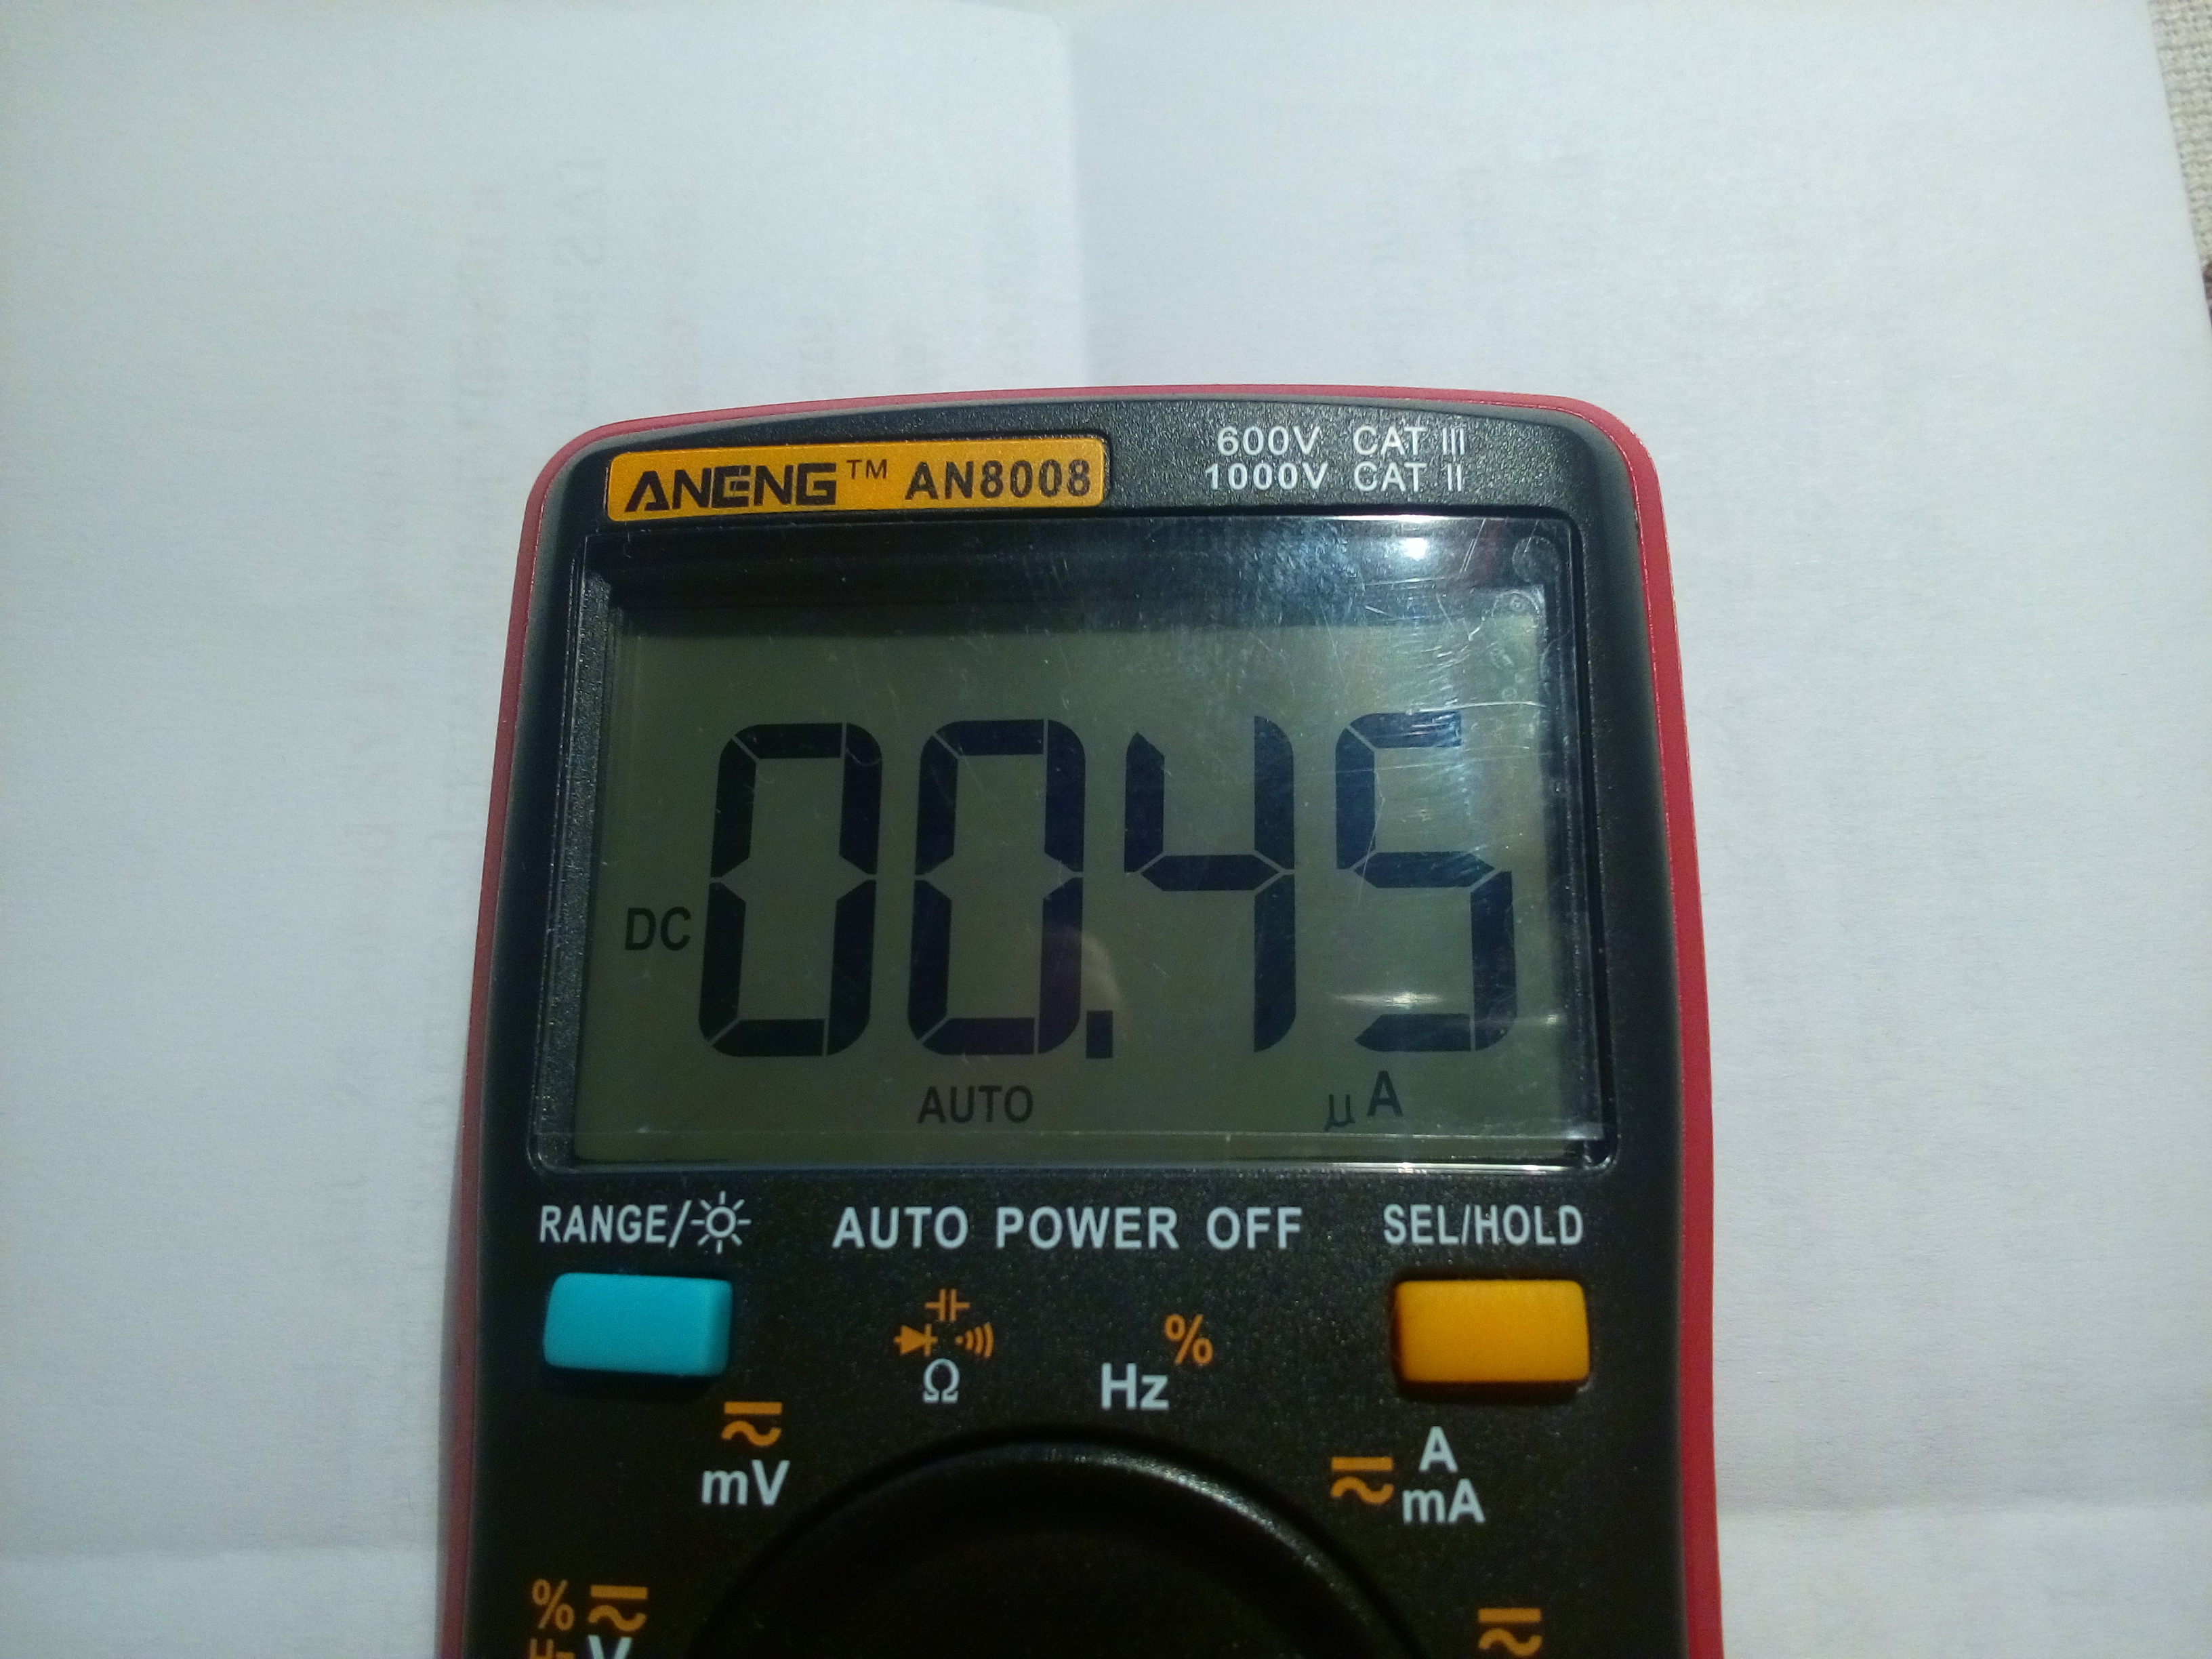 ANENG™ AN8008
600V CAT III
1000V CAT II
DC 00.45
AUTO μA
RANGE/ AUTO POWER OFF SEL/HOLD
Ω Hz %
mV
A
mA
%
V